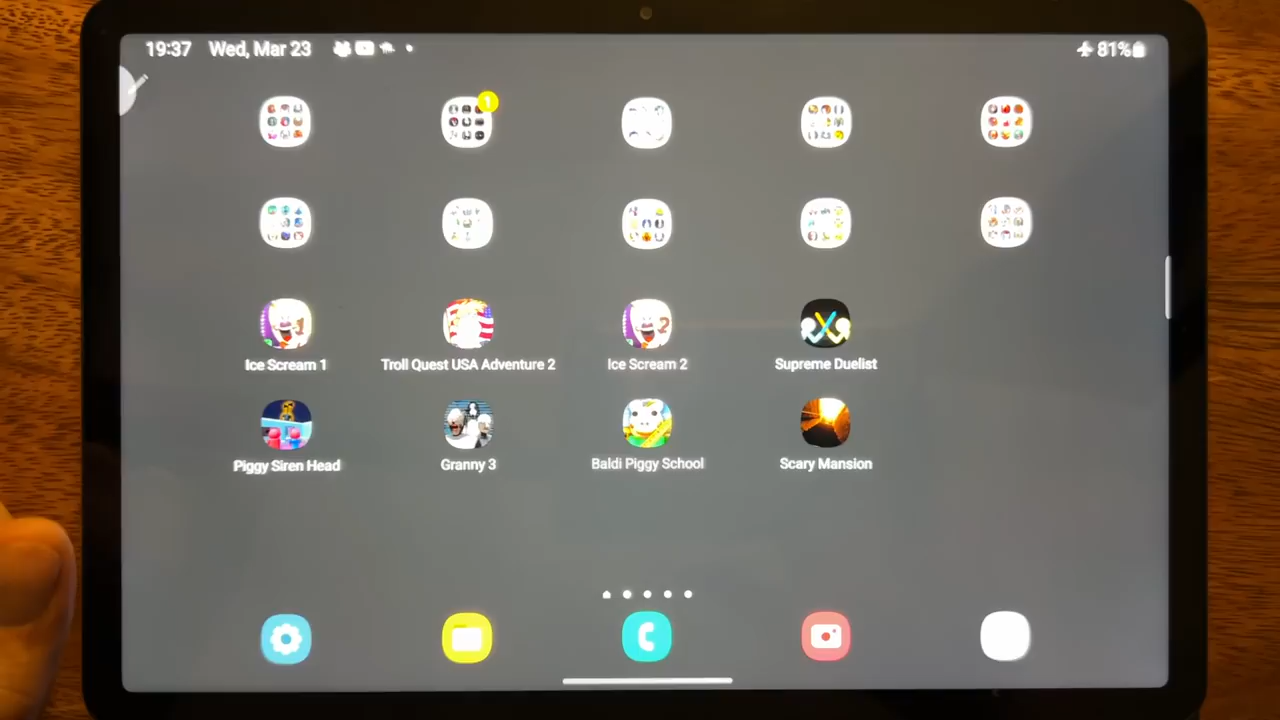 19:37 Wed, Mar 23 81%
1
Ice Scream 1 Troll Quest USA Adventure 2 Ice Scream 2 Supreme Duelist
Piggy Siren Head Granny 3 Baldi Piggy School Scary Mansion